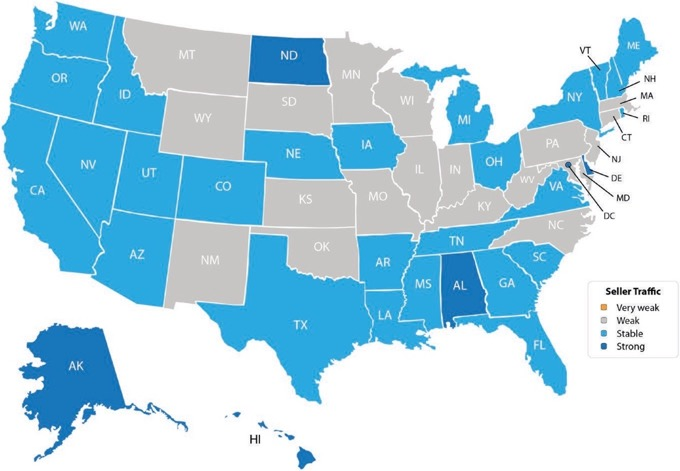 WA
OR
CA
ID
NV
UT
AZ
MT
WY
CO
NM
ND
SD
NE
KS
OK
TX
MN
IA
MO
AR
LA
WI
IL
MS
MI
IN
KY
TN
AL
OH
WV
VA
NC
SC
GA
FL
PA
NY
VT
ME
NH
MA
RI
CT
NJ
DE
MD
DC
AK
HI
Seller Traffic
Very weak
Weak
Stable
Strong